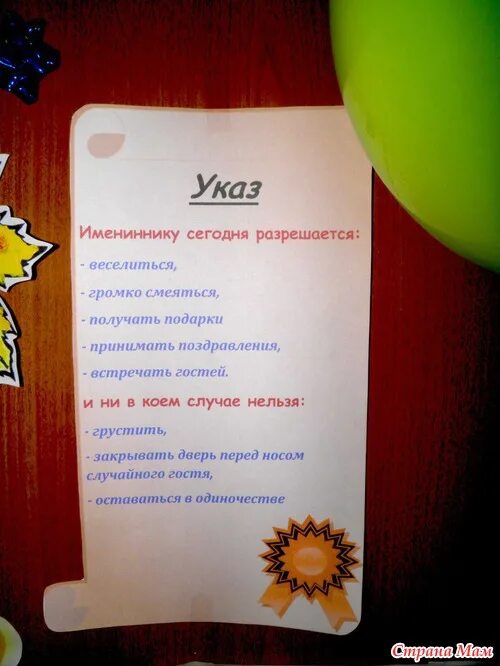 Указ
Имениннику сегодня разрешается:
- веселиться,
- громко смеяться,
- получать подарки
- принимать поздравления,
- встречать гостей.
и ни в коем случае нельзя:
- грустить,
- закрывать дверь перед носом
случайного гостя,
- оставаться в одиночестве
Страна Мам